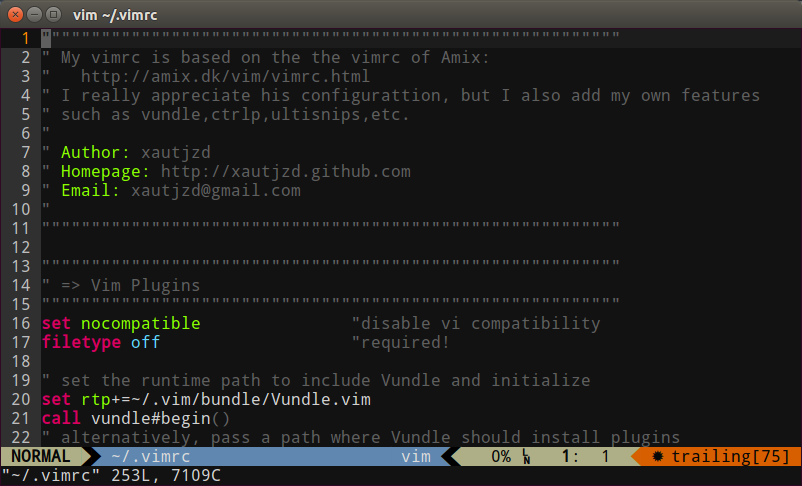 vim ~/.vimrc
1 """"""""""""""""""""""""""""""""""""""""""""""""""""""""""
2 " My vimrc is based on the the vimrc of Amix:
3 "   http://amix.dk/vim/vimrc.html
4 " I really appreciate his configurattion, but I also add my own features
5 " such as vundle,ctrlp,ultisnips,etc.
6 "
7 " Author: xautjzd
8 " Homepage: http://xautjzd.github.com
9 " Email: xautjzd@gmail.com
10 "
11 """"""""""""""""""""""""""""""""""""""""""""""""""""""""""
12
13 """"""""""""""""""""""""""""""""""""""""""""""""""""""""""
14 " => Vim Plugins
15 """"""""""""""""""""""""""""""""""""""""""""""""""""""""""
16 set nocompatible               "disable vi compatibility
17 filetype off                   "required!
18
19 " set the runtime path to include Vundle and initialize
20 set rtp+=~/.vim/bundle/Vundle.vim
21 call vundle#begin()
22 " alternatively, pass a path where Vundle should install plugins
NORMAL ~/.vimrc vim 0% LN 1: 1 ✹ trailing[75]
"~/.vimrc" 253L, 7109C